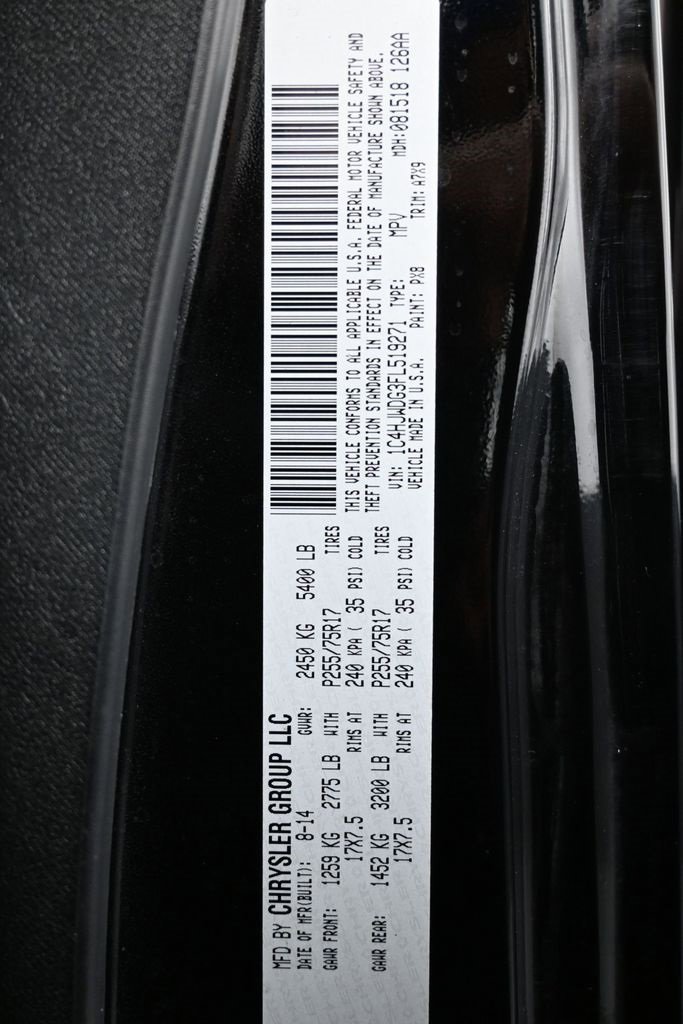 MFD BY CHRYSLER GROUP LLC
DATE OF MFR(BUILT): 8-14 GVWR: 2450 KG 5400 LB
GAWR FRONT: 1259 KG 2775 LB WITH P255/75R17 TIRES
17X7.5 RIMS AT 240 KPA ( 35 PSI) COLD
GAWR REAR: 1452 KG 3200 LB WITH P255/75R17 TIRES
17X7.5 RIMS AT 240 KPA ( 35 PSI) COLD
THIS VEHICLE CONFORMS TO ALL APPLICABLE U.S.A. FEDERAL MOTOR VEHICLE SAFETY AND
THEFT PREVENTION STANDARDS IN EFFECT ON THE DATE OF MANUFACTURE SHOWN ABOVE.
VIN: 1C4HJWDG3FL519271 TYPE: MPV MDH:081518 126AA
VEHICLE MADE IN U.S.A. PAINT: PX8 TRIM: A7X9